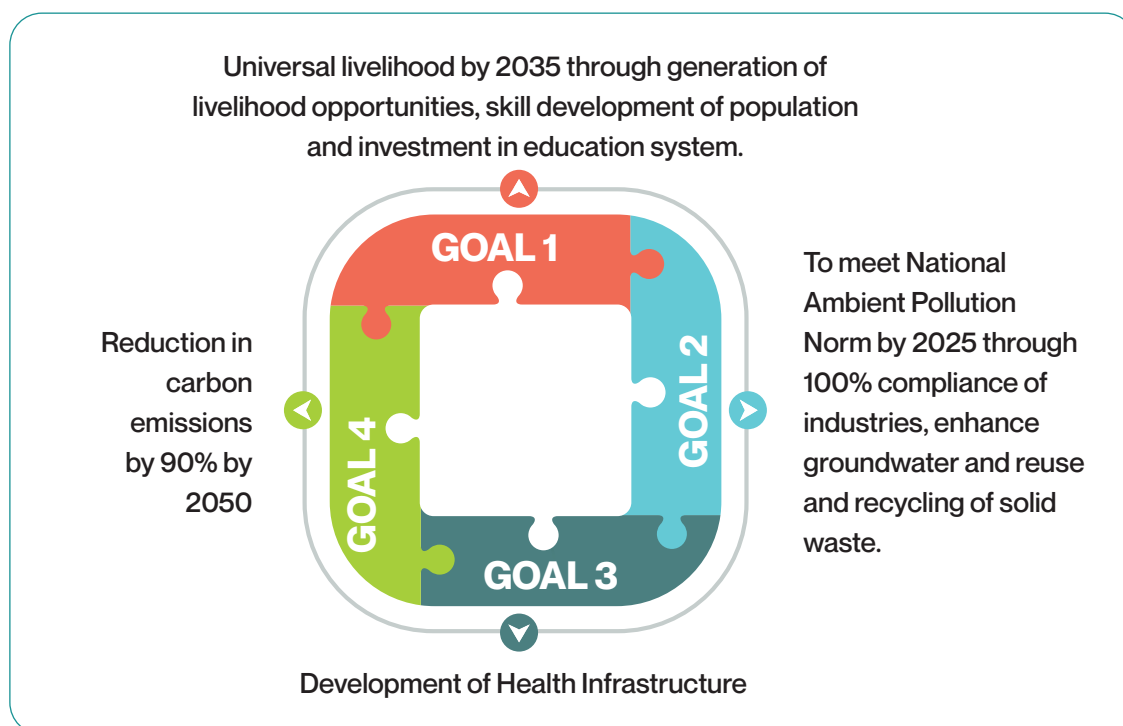 Universal livelihood by 2035 through generation of
livelihood opportunities, skill development of population
and investment in education system.
GOAL 1
GOAL 2
To meet National
Ambient Pollution
Norm by 2025 through
100% compliance of
industries, enhance
groundwater and reuse
and recycling of solid
waste.
GOAL 3
Development of Health Infrastructure
GOAL 4
Reduction in
carbon
emissions
by 90% by
2050